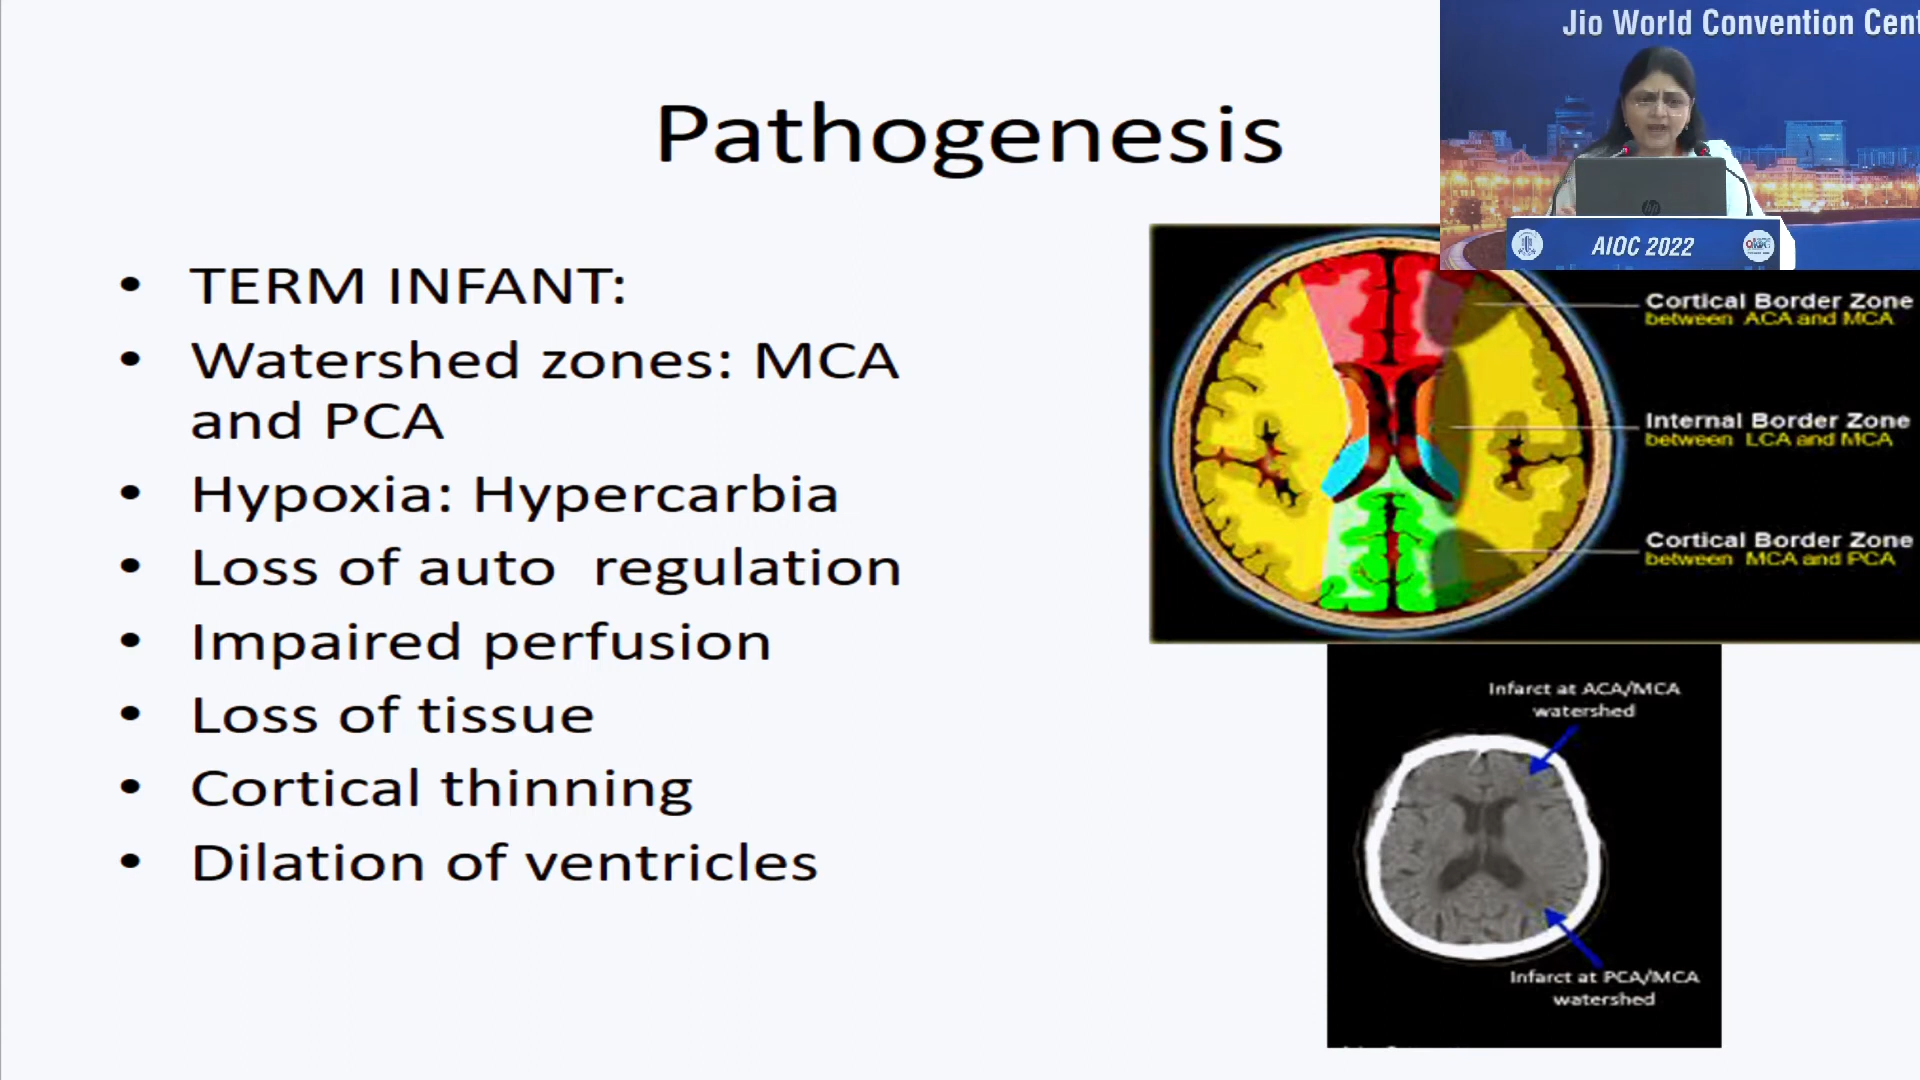 Jio World Convention Cent
Pathogenesis
AIOC 2022
hp
• TERM INFANT:
• Watershed zones: MCA
and PCA
• Hypoxia: Hypercarbia
• Loss of auto regulation
• Impaired perfusion
• Loss of tissue
• Cortical thinning
• Dilation of ventricles
Cortical Border Zone
between ACA and MCA
Internal Border Zone
between LCA and MCA
Cortical Border Zone
between MCA and PCA
Infarct at ACA/MCA
watershed
Infarct at PCA/MCA
watershed